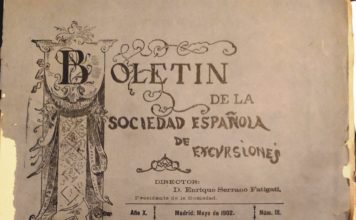 BOLETIN
DE LA
SOCIEDAD ESPAÑOLA
DE
EXCURSIONES
DIRECTOR:
D. Enrique Serrano Fatigati,
Presidente de la Sociedad.
Año X.   Madrid: Mayo de 1902.   Núm. III.